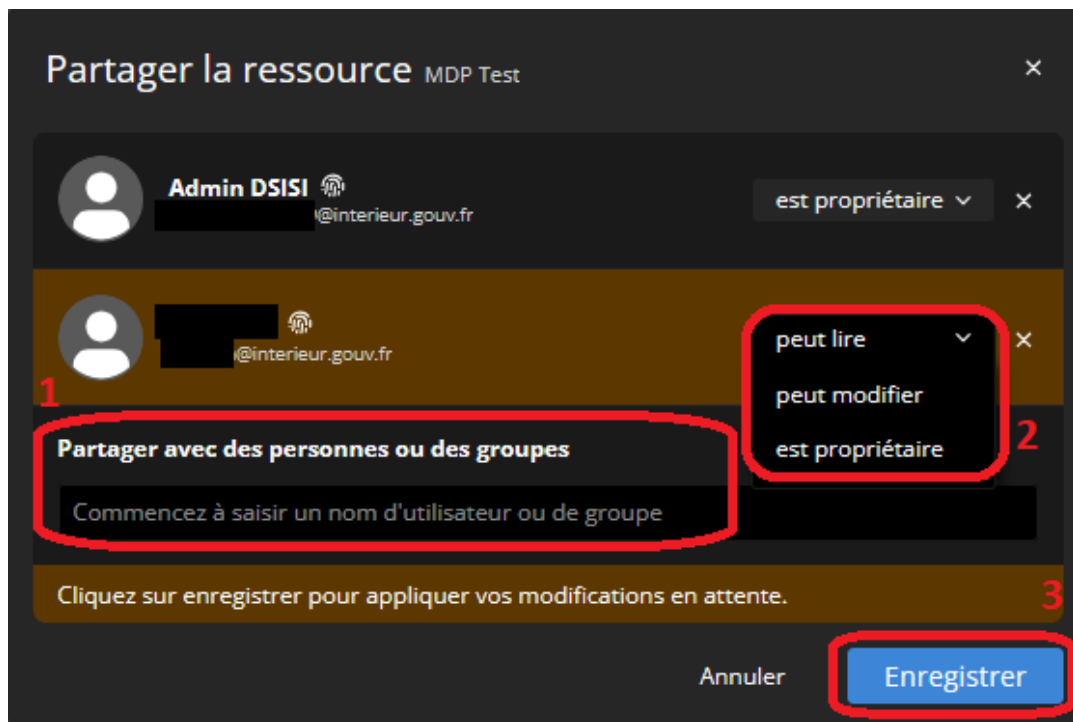 Partager la ressource MDP Test
Admin DSISI
@interieur.gouv.fr
est propriétaire
@interieur.gouv.fr
peut lire
peut modifier
est propriétaire
1
2
Partager avec des personnes ou des groupes
Commencez à saisir un nom d'utilisateur ou de groupe
Cliquez sur enregistrer pour appliquer vos modifications en attente.
3
Annuler
Enregistrer